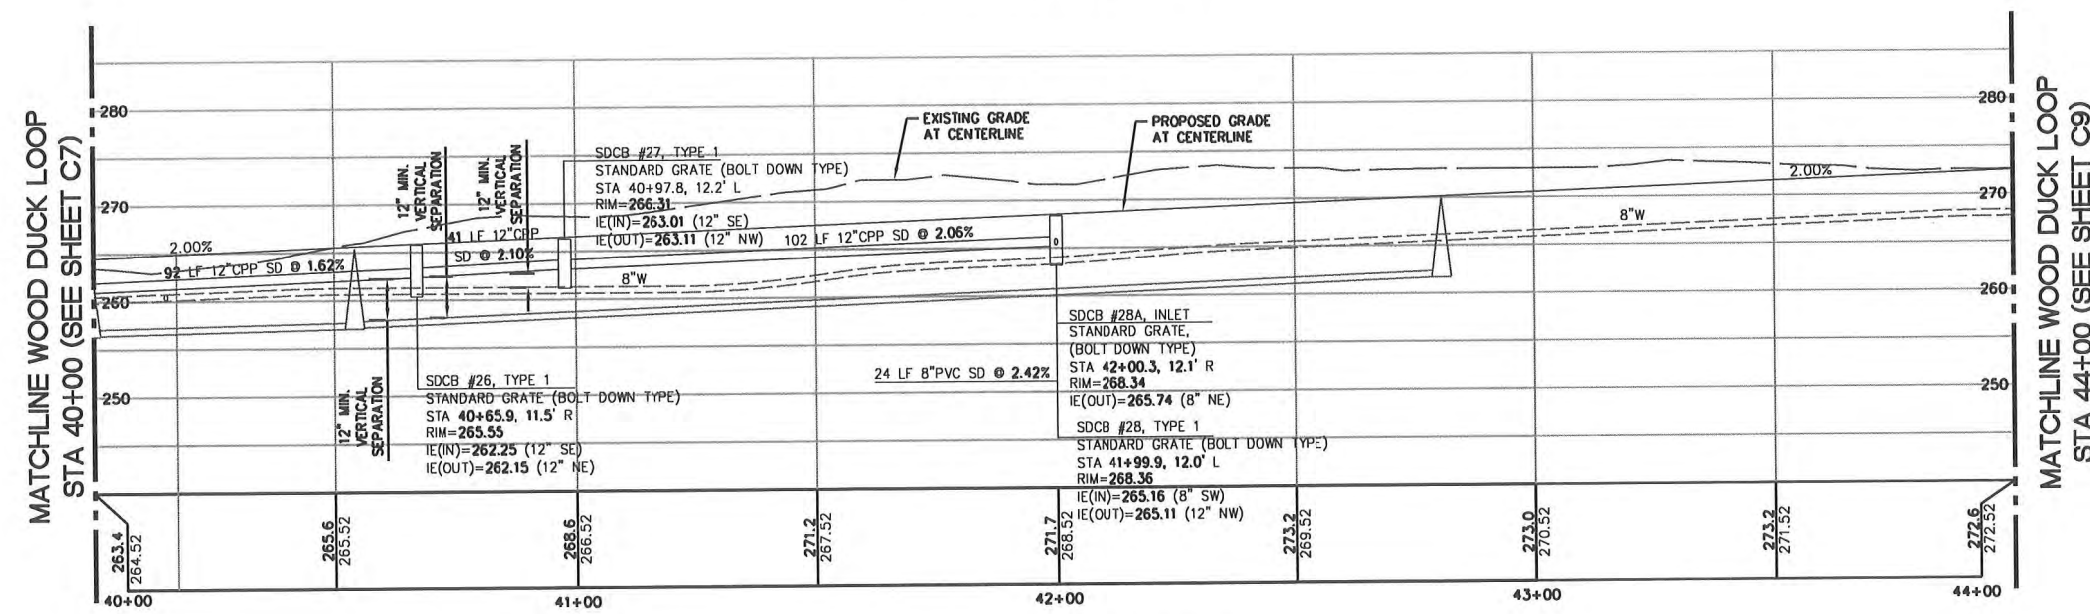 MATCHLINE WOOD DUCK LOOP
STA 40+00 (SEE SHEET C7)
280
270
260
250
2.00%
92 LF 12"CPP SD @ 1.62%
12" MIN.
VERTICAL
SEPARATION
12" MIN.
VERTICAL
SEPARATION
41 LF 12"CPP
SD @ 2.10%
12" MIN.
VERTICAL
SEPARATION
SDCB #27, TYPE 1
STANDARD GRATE (BOLT DOWN TYPE)
STA 40+97.8, 12.2' L
RIM=266.31
IE(IN)=263.01 (12" SE)
IE(OUT)=263.11 (12" NW)
102 LF 12"CPP SD @ 2.06%
8"W
EXISTING GRADE
AT CENTERLINE
PROPOSED GRADE
AT CENTERLINE
2.00%
8"W
SDCB #26, TYPE 1
STANDARD GRATE (BOLT DOWN TYPE)
STA 40+65.9, 11.5' R
RIM=265.55
IE(IN)=262.25 (12" SE)
IE(OUT)=262.15 (12" NE)
24 LF 8"PVC SD @ 2.42%
SDCB #28A, INLET
STANDARD GRATE,
(BOLT DOWN TYPE)
STA 42+00.3, 12.1' R
RIM=268.34
IE(OUT)=265.74 (8" NE)
SDCB #28, TYPE 1
STANDARD GRATE (BOLT DOWN TYPE)
STA 41+99.9, 12.0' L
RIM=268.36
IE(IN)=265.16 (8" SW)
IE(OUT)=265.11 (12" NW)
280
270
260
250
MATCHLINE WOOD DUCK LOOP
STA 44+00 (SEE SHEET C9)
263.4
264.52
265.6
265.52
268.6
266.52
271.2
267.52
271.7
268.52
273.2
269.52
273.0
270.52
273.2
271.52
272.6
272.52
40+00
41+00
42+00
43+00
44+00